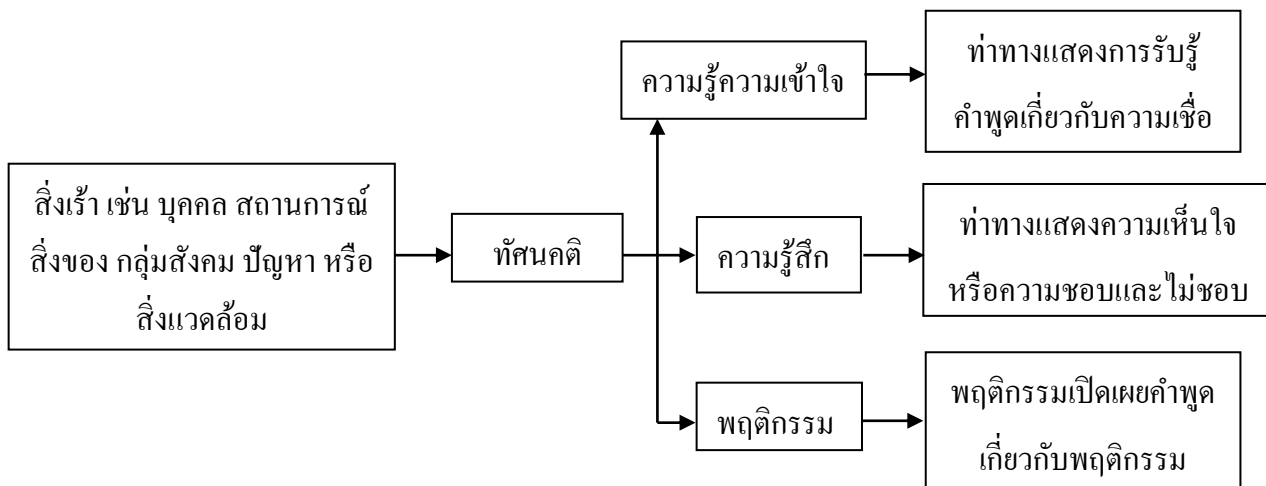 สิ่งเร้า เช่น บุคคล สถานการณ์
สิ่งของ กลุ่มสังคม ปัญหา หรือ
สิ่งแวดล้อม
ทัศนคติ
ความรู้ความเข้าใจ
ท่าทางแสดงการรับรู้
คำพูดเกี่ยวกับความเชื่อ
ความรู้สึก
ท่าทางแสดงความเห็นใจ
หรือความชอบและไม่ชอบ
พฤติกรรม
พฤติกรรมเปิดเผยคำพูด
เกี่ยวกับพฤติกรรม